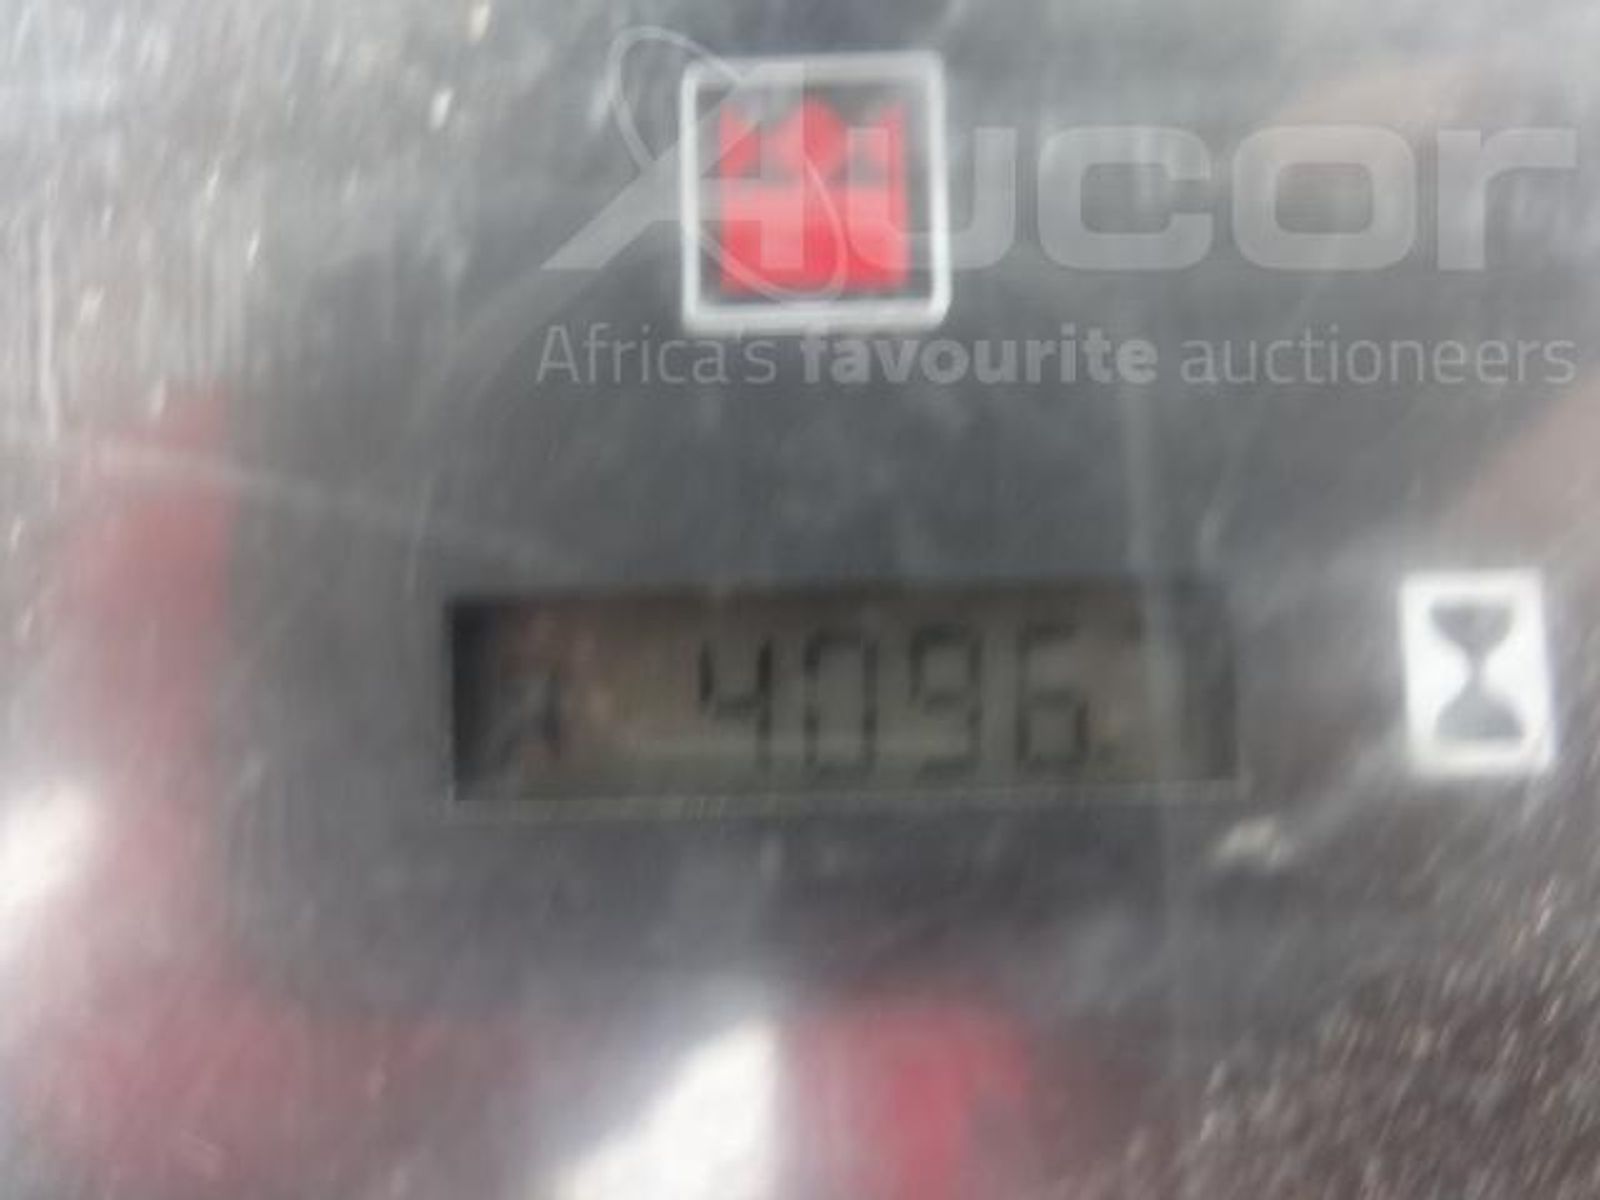 Aucor
Africa's favourite auctioneers
A 4096